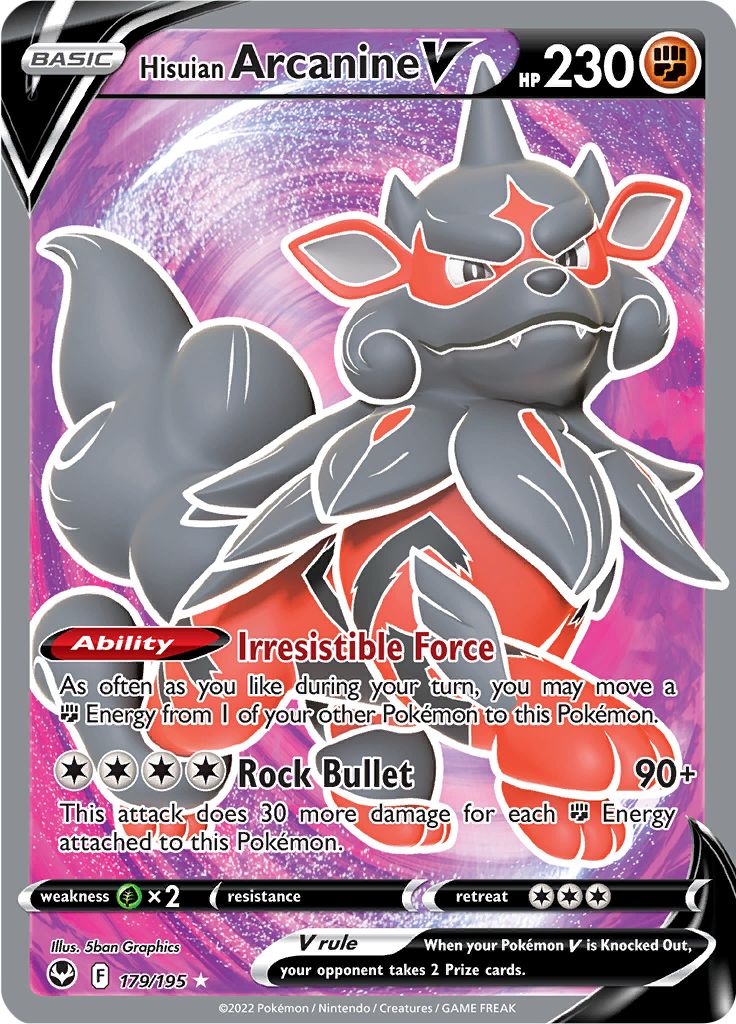 BASIC
Hisuian Arcanine V HP 230
Ability Irresistible Force
As often as you like during your turn, you may move a
Energy from 1 of your other Pokémon to this Pokémon.
Rock Bullet 90+
This attack does 30 more damage for each Energy
attached to this Pokémon.
weakness ×2 resistance retreat
Illus. 5ban Graphics
V rule When your Pokémon V is Knocked Out,
your opponent takes 2 Prize cards.
F 179/195 ★
©2022 Pokémon / Nintendo / Creatures / GAME FREAK